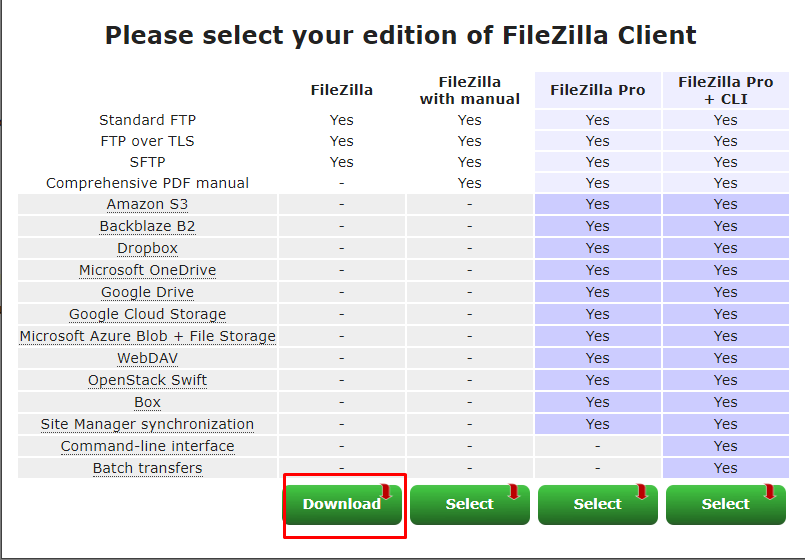 Please select your edition of FileZilla Client
FileZilla FileZilla with manual FileZilla Pro FileZilla Pro + CLI
Standard FTP Yes Yes Yes Yes
FTP over TLS Yes Yes Yes Yes
SFTP Yes Yes Yes Yes
Comprehensive PDF manual - Yes Yes Yes
Amazon S3 - - Yes Yes
Backblaze B2 - - Yes Yes
Dropbox - - Yes Yes
Microsoft OneDrive - - Yes Yes
Google Drive - - Yes Yes
Google Cloud Storage - - Yes Yes
Microsoft Azure Blob + File Storage - - Yes Yes
WebDAV - - Yes Yes
OpenStack Swift - - Yes Yes
Box - - Yes Yes
Site Manager synchronization - - Yes Yes
Command-line interface - - - Yes
Batch transfers - - - Yes
Download Select Select Select